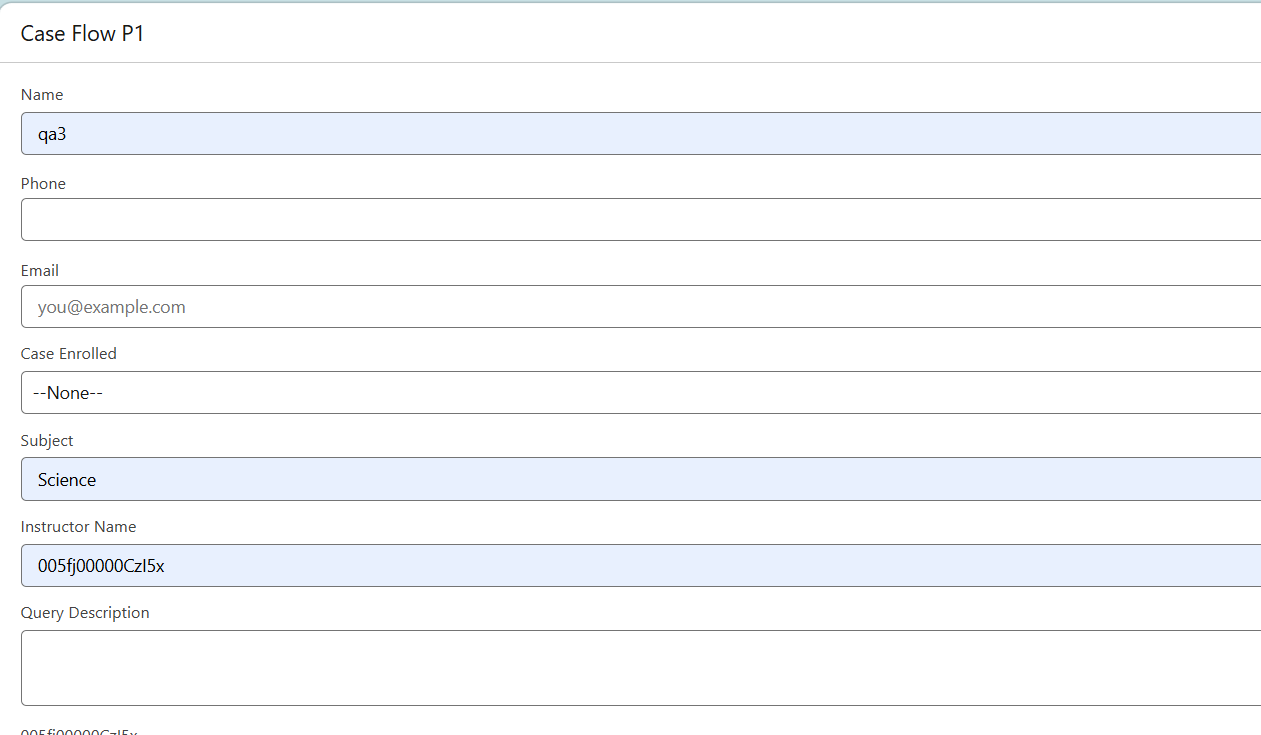 Case Flow P1
Name
qa3
Phone
Email
you@example.com
Case Enrolled
--None--
Subject
Science
Instructor Name
005fj00000CzI5x
Query Description
005fj00000CzI5x